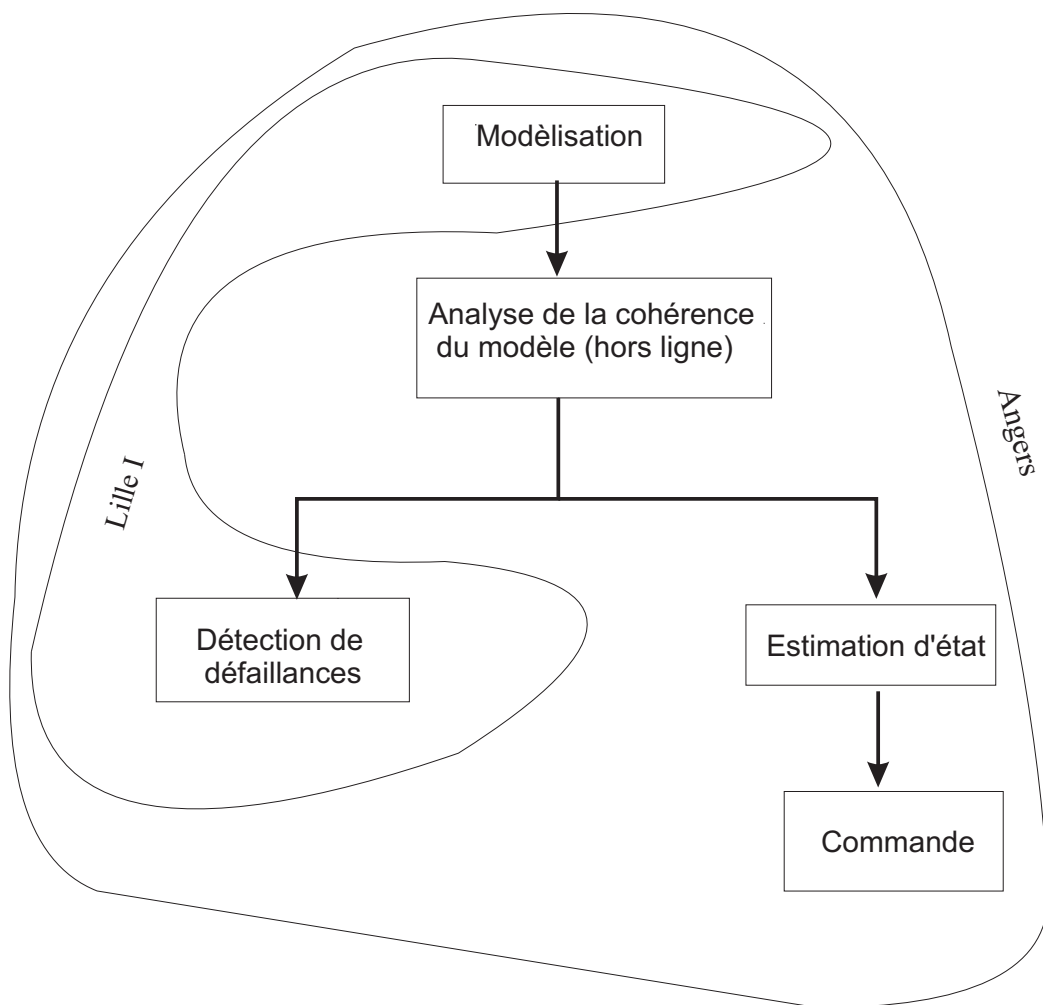 Modèlisation
Analyse de la cohérence
du modèle (hors ligne)
Angers
Lille I
Détection de
défaillances
Estimation d'état
Commande